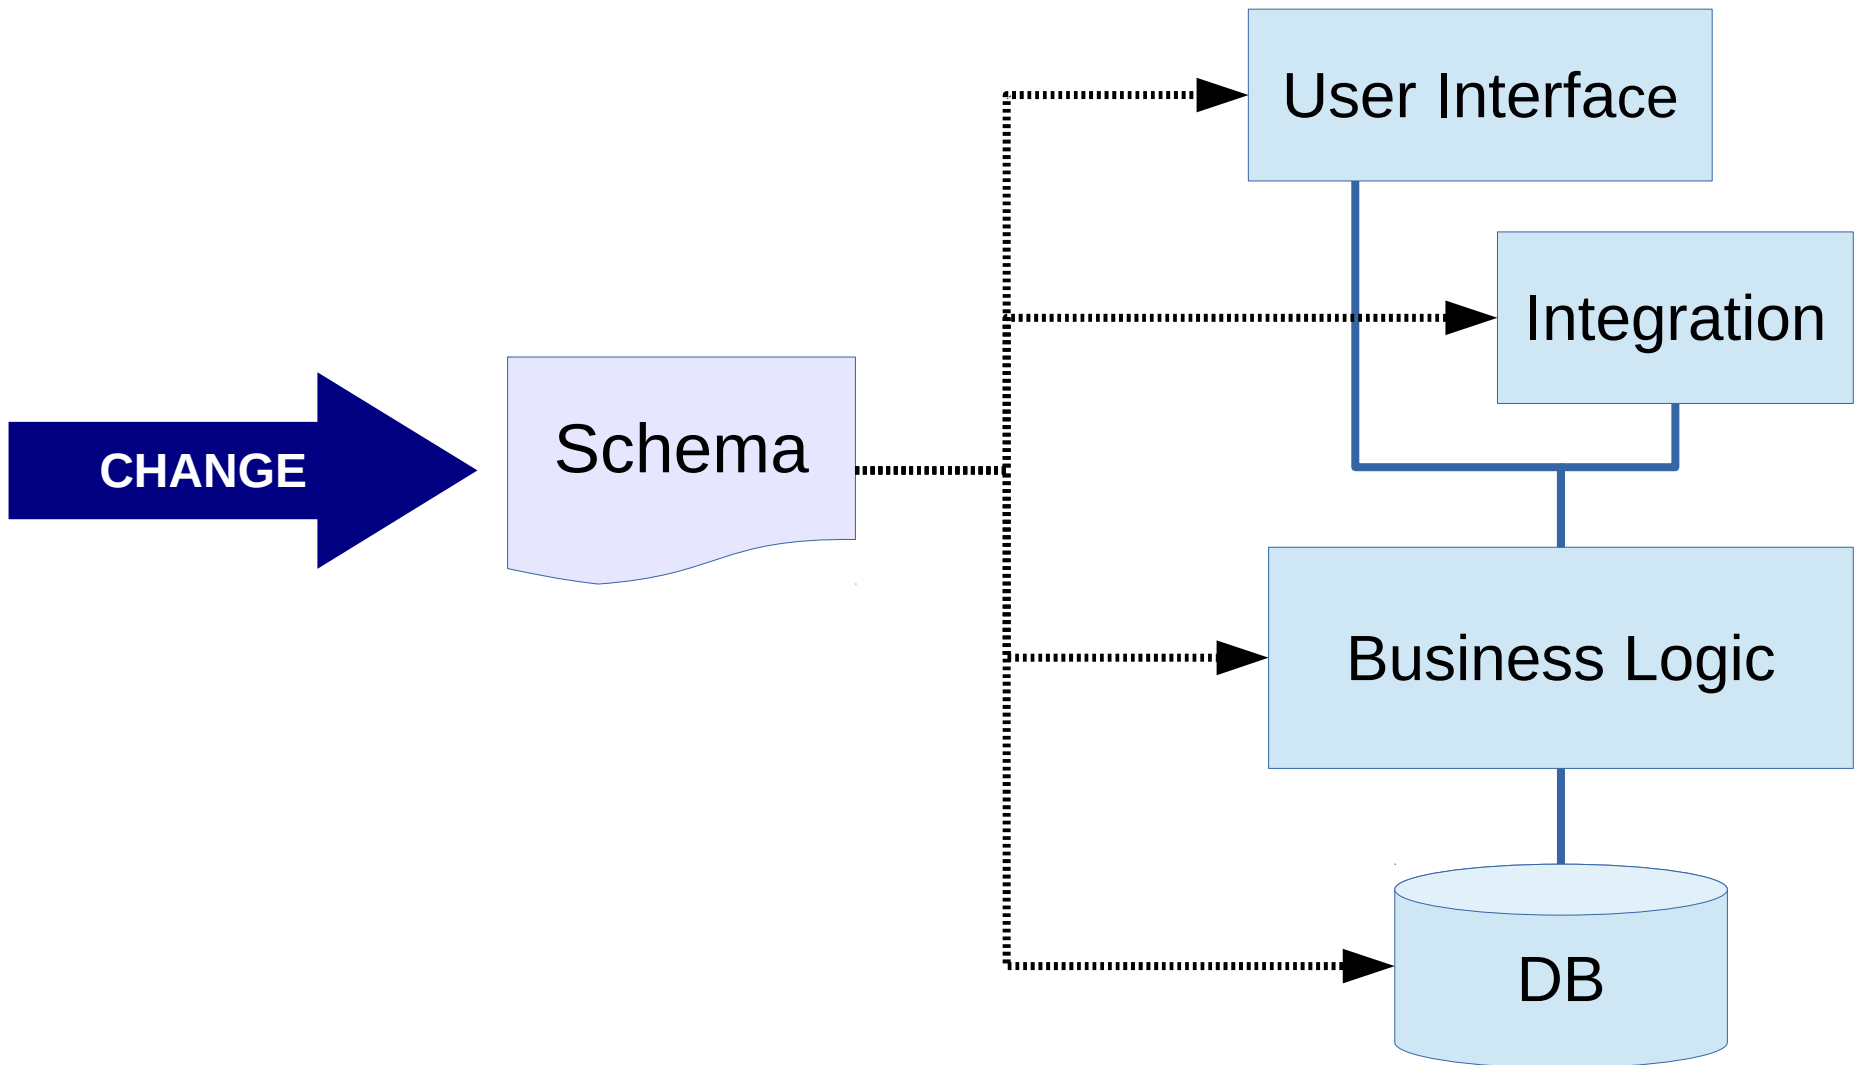 User Interface
Integration
CHANGE
Schema
Business Logic
DB